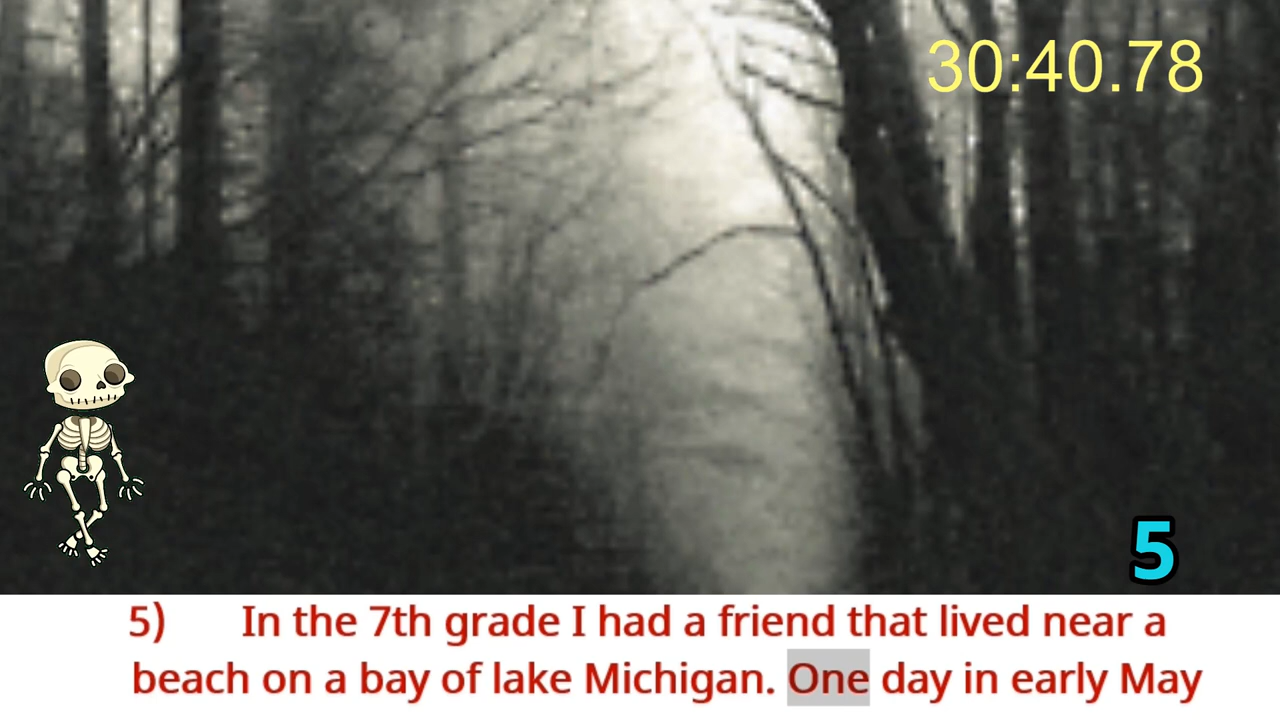 30:40.78
5
5) In the 7th grade I had a friend that lived near a
beach on a bay of lake Michigan. One day in early May